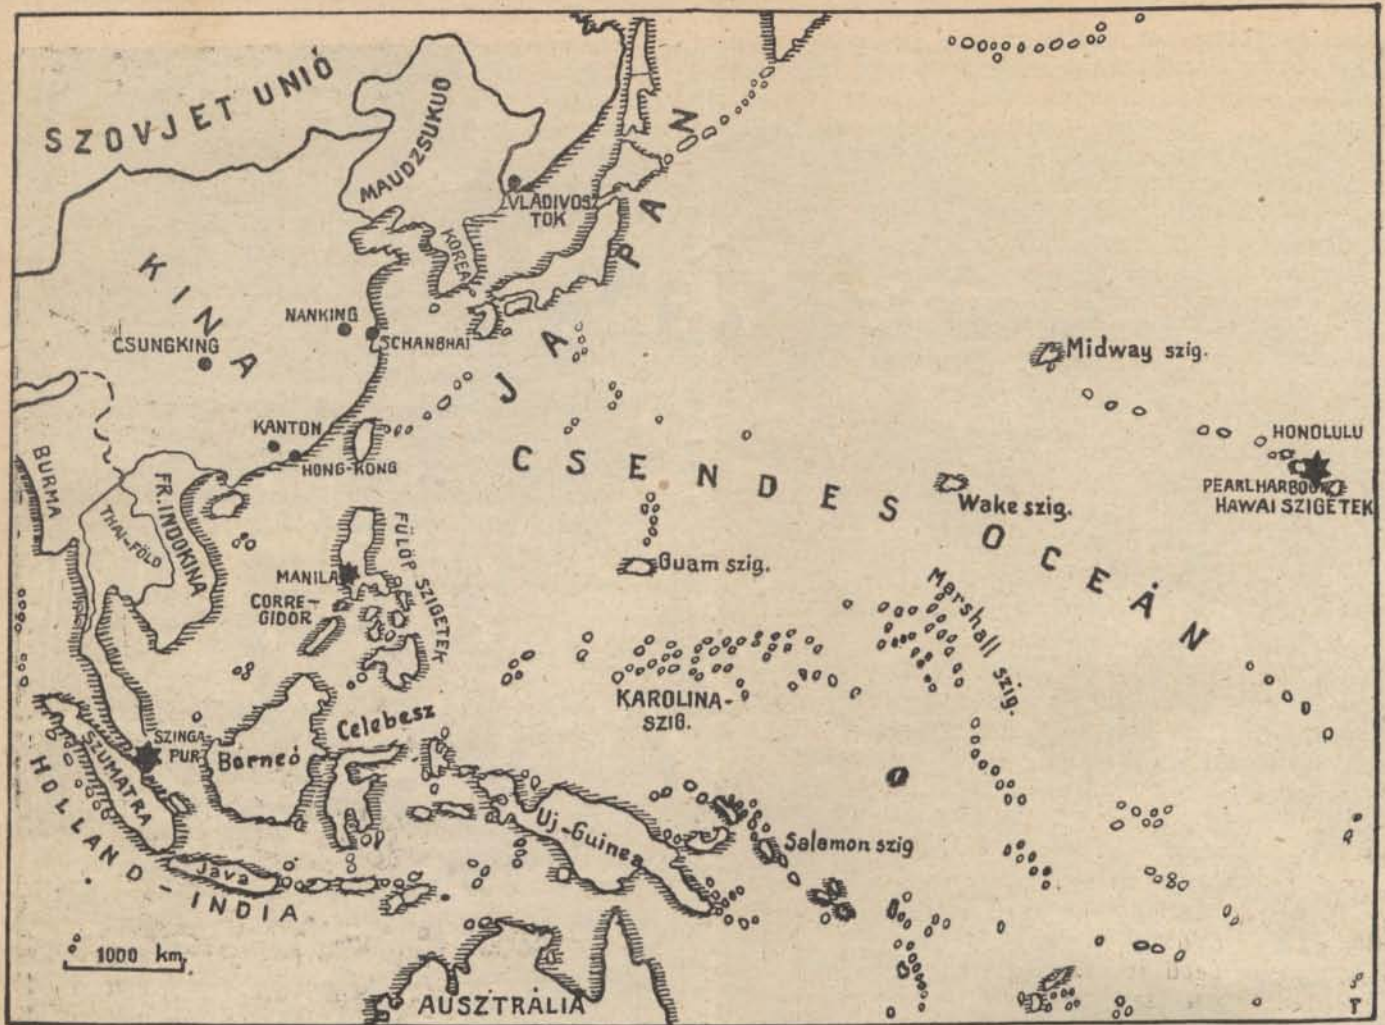 SZOVJET UNIÓ
MAUDZSUKUO
VLADIVOS
TOK
KOREA
JAPAN
KINA
NANKING
SCHANGHAI
CSUNGKING
KANTON
HONG-KONG
BURMA
THAI-FÖLD
FR. INDOKINA
MANILA
CORRE-
GIDOR
FÜLÖP SZIGETEK
CSENDES OCEÁN
Midway szig.
HONOLULU
PEARLHARBOUR
HAWAI SZIGETEK
Wake szig.
Guam szig.
Marshall szig.
KAROLINA-
SZIG.
SZINGA
PUR
SZUMATRA
Borneó
Celebesz
HOLLAND-INDIA
Java
Uj-Guinea
Salamon szig
1000 km.
AUSZTRÁLIA